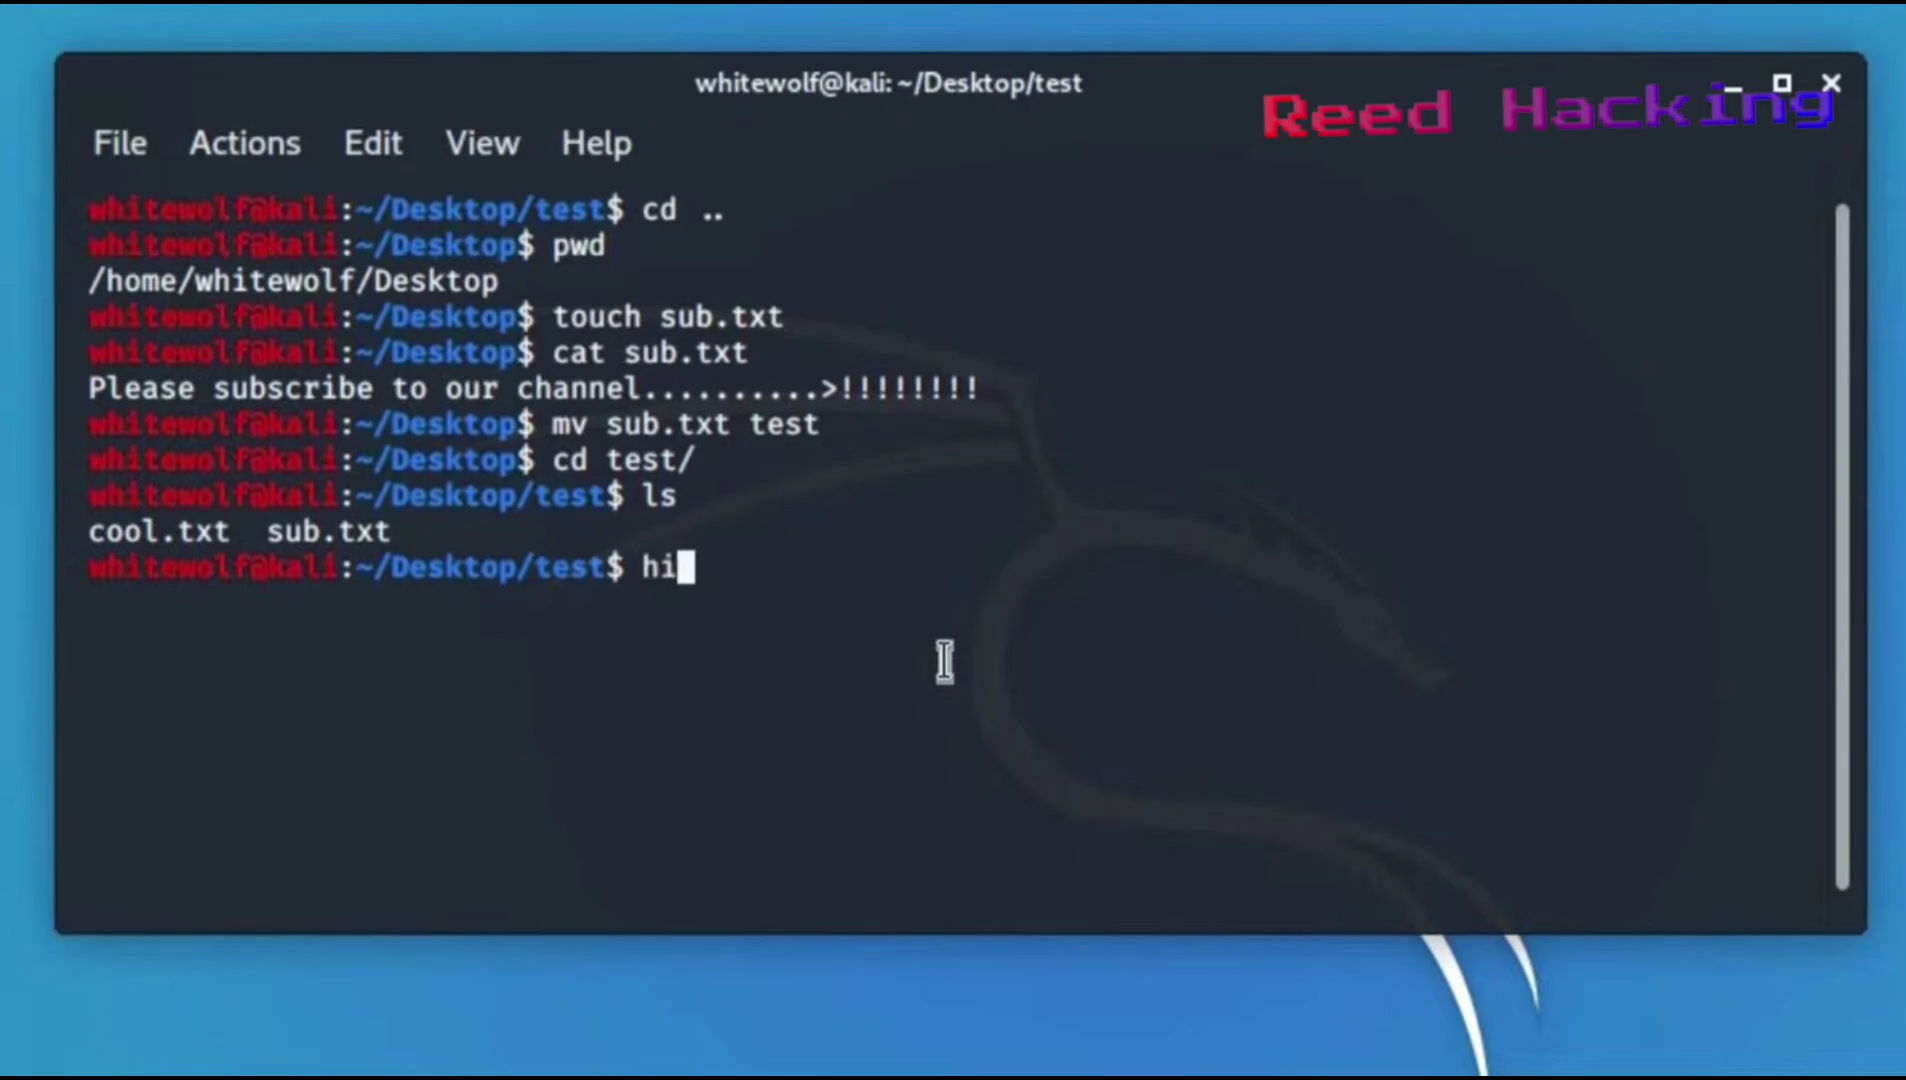 whitewolf@kali: ~/Desktop/test
Reed Hacking
File Actions Edit View Help
whitewolf@kali:~/Desktop/test$ cd ..
whitewolf@kali:~/Desktop$ pwd
/home/whitewolf/Desktop
whitewolf@kali:~/Desktop$ touch sub.txt
whitewolf@kali:~/Desktop$ cat sub.txt
Please subscribe to our channel..........>!!!!!!!!
whitewolf@kali:~/Desktop$ mv sub.txt test
whitewolf@kali:~/Desktop$ cd test/
whitewolf@kali:~/Desktop/test$ ls
cool.txt  sub.txt
whitewolf@kali:~/Desktop/test$ hi